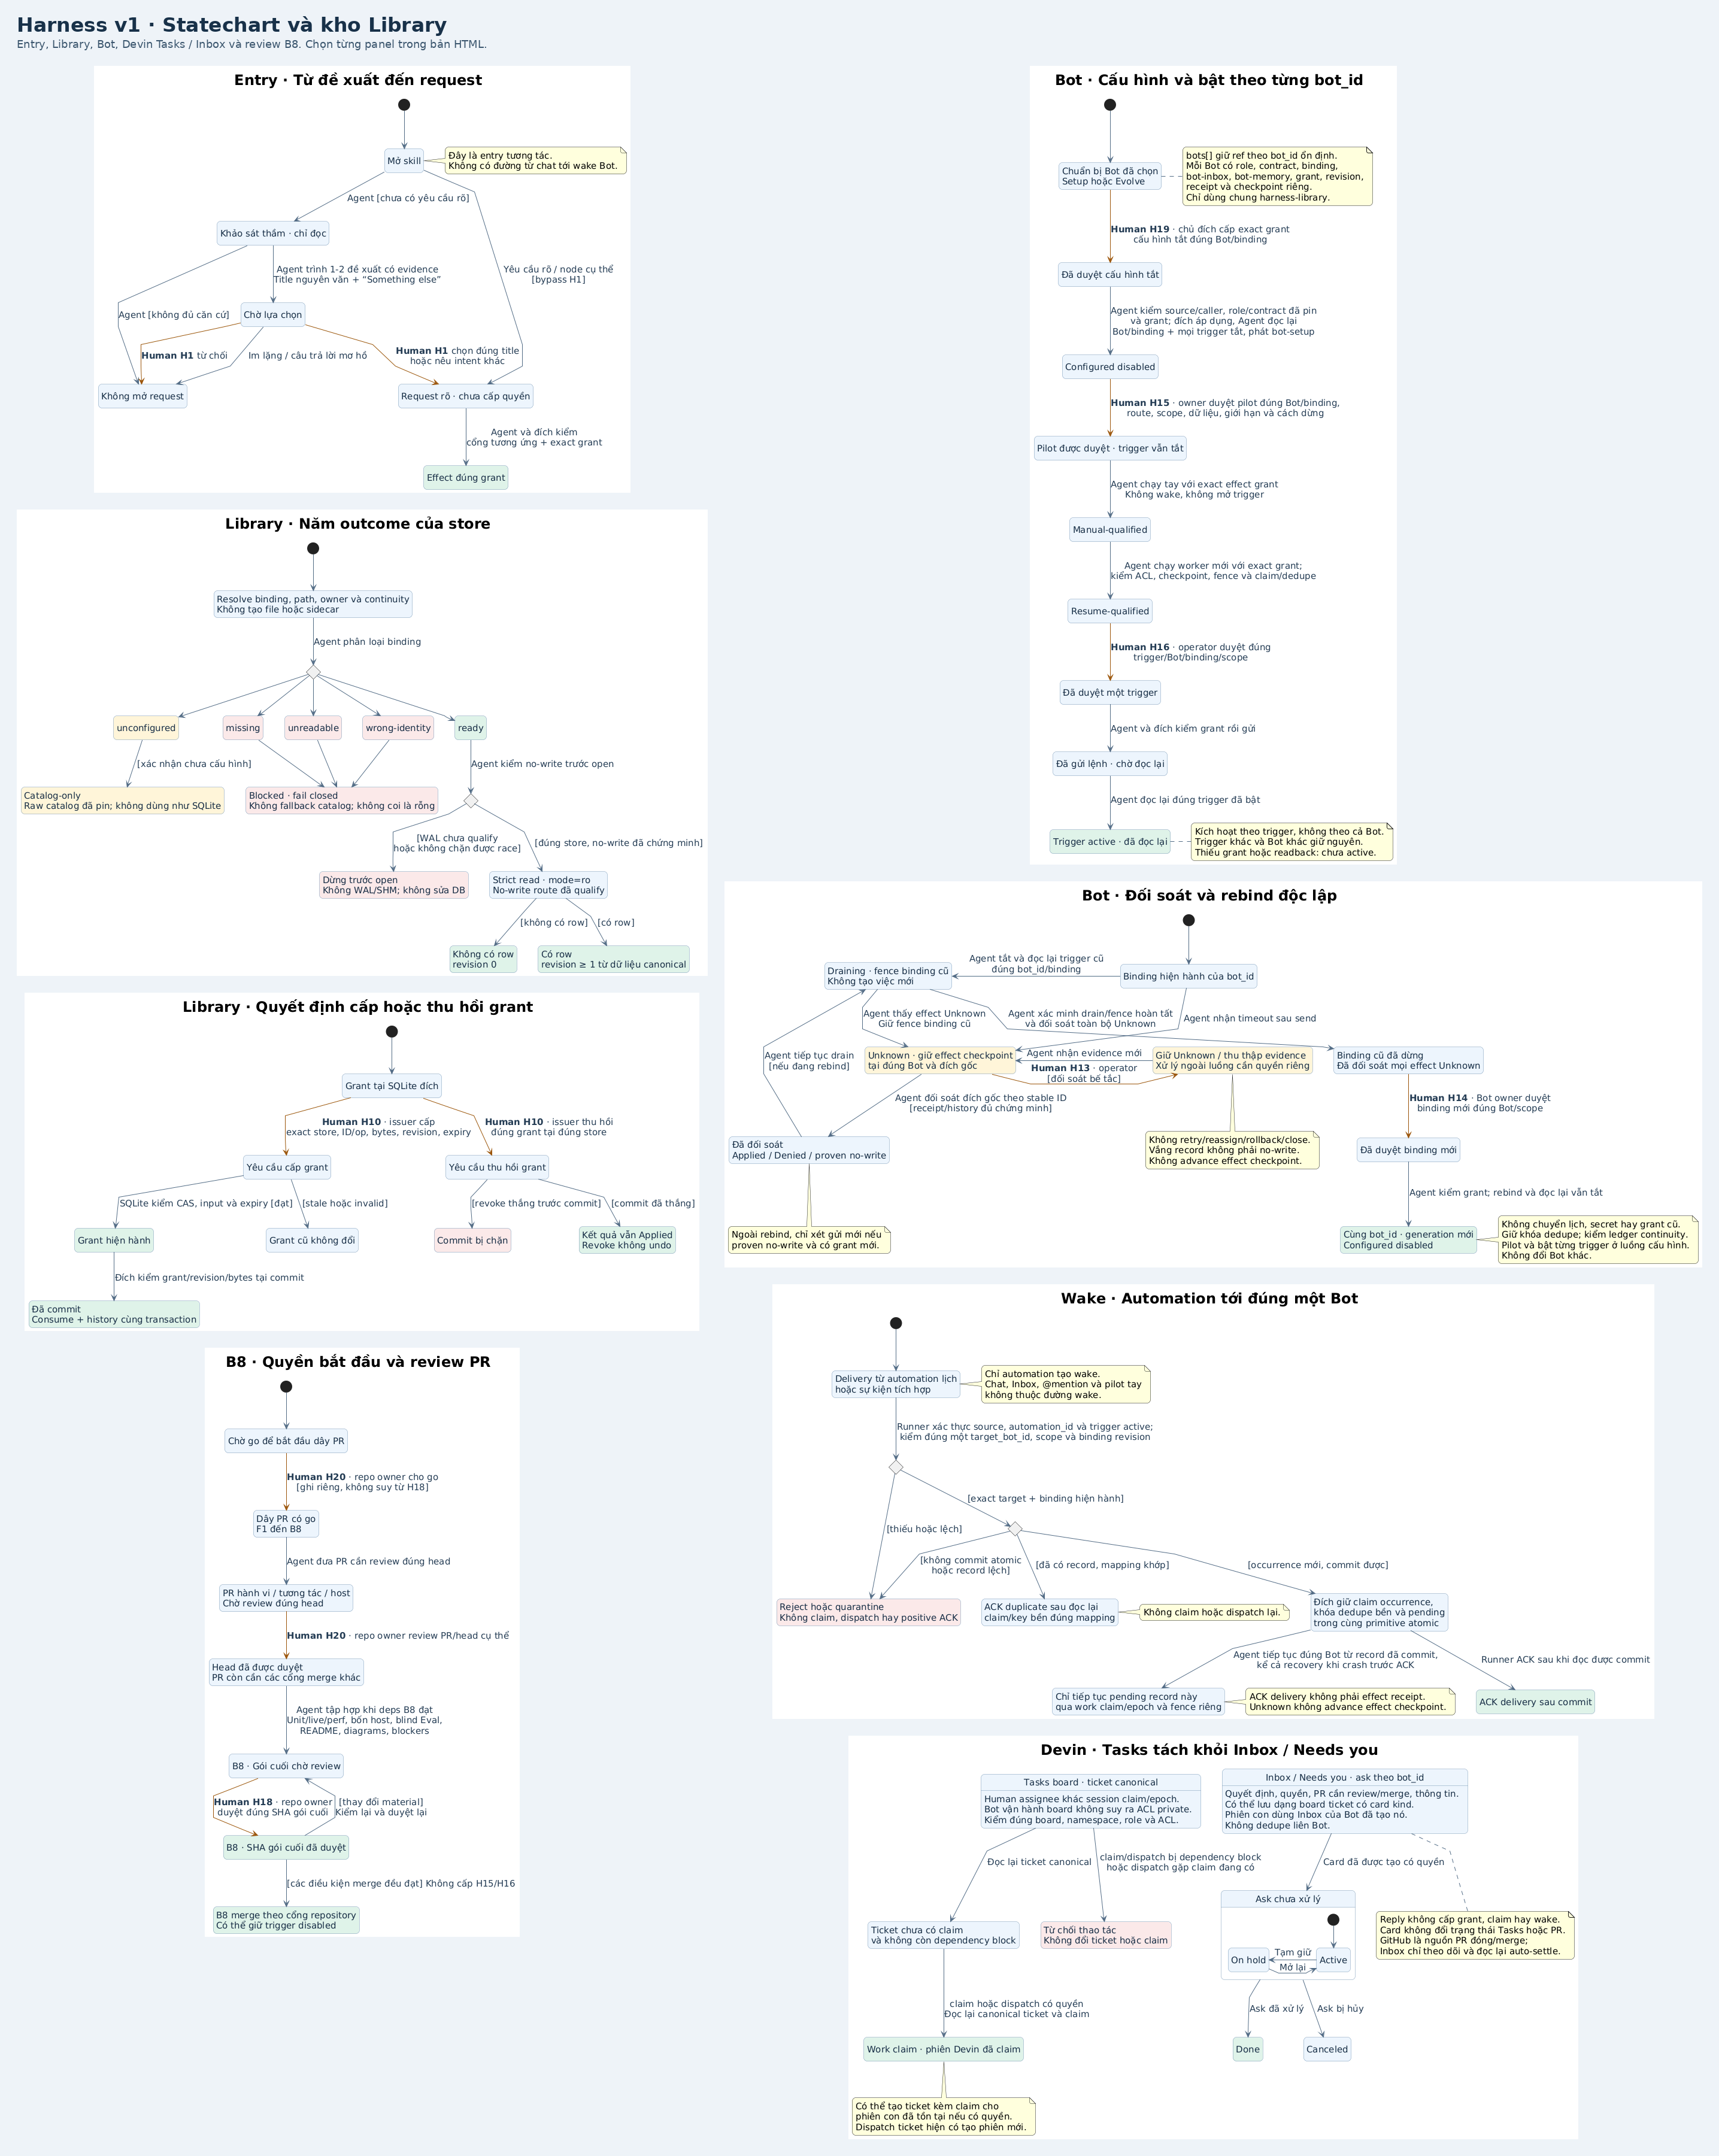 Harness v1 · Statechart và kho Library
Entry, Library, Bot, Devin Tasks / Inbox và review B8. Chọn từng panel trong bản HTML.
Entry · Từ đề xuất đến request
Mở skill
Đây là entry tương tác.
Không có đường từ chat tới wake Bot.
Agent [chưa có yêu cầu rõ]
Khảo sát thầm · chỉ đọc
Agent trình 1-2 đề xuất có evidence
Title nguyên văn + “Something else”
Yêu cầu rõ / node cụ thể
[bypass H1]
Agent [không đủ căn cứ]
Chờ lựa chọn
Human H1 từ chối
Im lặng / câu trả lời mơ hồ
Human H1 chọn đúng title
hoặc nêu intent khác
Không mở request
Request rõ · chưa cấp quyền
Agent và đích kiểm
cổng tương ứng + exact grant
Effect đúng grant
Library · Năm outcome của store
Resolve binding, path, owner và continuity
Không tạo file hoặc sidecar
Agent phân loại binding
unconfigured
missing
unreadable
wrong-identity
ready
[xác nhận chưa cấu hình]
Agent kiểm no-write trước open
Catalog-only
Raw catalog đã pin; không dùng như SQLite
Blocked · fail closed
Không fallback catalog; không coi là rỗng
[WAL chưa qualify
hoặc không chặn được race]
[đúng store, no-write đã chứng minh]
Dừng trước open
Không WAL/SHM; không sửa DB
Strict read · mode=ro
No-write route đã qualify
[không có row]
[có row]
Không có row
revision 0
Có row
revision ≥ 1 từ dữ liệu canonical
Library · Quyết định cấp hoặc thu hồi grant
Grant tại SQLite đích
Human H10 · issuer cấp
exact store, ID/op, bytes, revision, expiry
Human H10 · issuer thu hồi
đúng grant tại đúng store
Yêu cầu cấp grant
Yêu cầu thu hồi grant
SQLite kiểm CAS, input và expiry [đạt]
[stale hoặc invalid]
[revoke thắng trước commit]
[commit đã thắng]
Grant hiện hành
Grant cũ không đổi
Commit bị chặn
Kết quả vẫn Applied
Revoke không undo
Đích kiểm grant/revision/bytes tại commit
Đã commit
Consume + history cùng transaction
B8 · Quyền bắt đầu và review PR
Chờ go để bắt đầu dây PR
Human H20 · repo owner cho go
[ghi riêng, không suy từ H18]
Dây PR có go
F1 đến B8
Agent đưa PR cần review đúng head
PR hành vi / tương tác / host
Chờ review đúng head
Human H20 · repo owner review PR/head cụ thể
Head đã được duyệt
PR còn cần các cổng merge khác
Agent tập hợp khi deps B8 đạt
Unit/live/perf, bốn host, blind Eval,
README, diagrams, blockers
B8 · Gói cuối chờ review
Human H18 · repo owner
duyệt đúng SHA gói cuối
[thay đổi material]
Kiểm lại và duyệt lại
B8 · SHA gói cuối đã duyệt
[các điều kiện merge đều đạt] Không cấp H15/H16
B8 merge theo cổng repository
Có thể giữ trigger disabled
Bot · Cấu hình và bật theo từng bot_id
Chuẩn bị Bot đã chọn
Setup hoặc Evolve
bots[] giữ ref theo bot_id ổn định.
Mỗi Bot có role, contract, binding,
bot-inbox, bot-memory, grant, revision,
receipt và checkpoint riêng.
Chỉ dùng chung harness-library.
Human H19 · chủ đích cấp exact grant
cấu hình tắt đúng Bot/binding
Đã duyệt cấu hình tắt
Agent kiểm source/caller, role/contract đã pin
và grant; đích áp dụng, Agent đọc lại
Bot/binding + mọi trigger tắt, phát bot-setup
Configured disabled
Human H15 · owner duyệt pilot đúng Bot/binding,
route, scope, dữ liệu, giới hạn và cách dừng
Pilot được duyệt · trigger vẫn tắt
Agent chạy tay với exact effect grant
Không wake, không mở trigger
Manual-qualified
Agent chạy worker mới với exact grant;
kiểm ACL, checkpoint, fence và claim/dedupe
Resume-qualified
Human H16 · operator duyệt đúng
trigger/Bot/binding/scope
Đã duyệt một trigger
Agent và đích kiểm grant rồi gửi
Đã gửi lệnh · chờ đọc lại
Agent đọc lại đúng trigger đã bật
Trigger active · đã đọc lại
Kích hoạt theo trigger, không theo cả Bot.
Trigger khác và Bot khác giữ nguyên.
Thiếu grant hoặc readback: chưa active.
Bot · Đối soát và rebind độc lập
Draining · fence binding cũ
Không tạo việc mới
Agent tắt và đọc lại trigger cũ
đúng bot_id/binding
Binding hiện hành của bot_id
Agent thấy effect Unknown
Giữ fence binding cũ
Agent xác minh drain/fence hoàn tất
và đối soát toàn bộ Unknown
Agent nhận timeout sau send
Agent tiếp tục drain
[nếu đang rebind]
Unknown · giữ effect checkpoint
tại đúng Bot và đích gốc
Agent nhận evidence mới
Human H13 · operator
[đối soát bế tắc]
Giữ Unknown / thu thập evidence
Xử lý ngoài luồng cần quyền riêng
Binding cũ đã dừng
Đã đối soát mọi effect Unknown
Agent đối soát đích gốc theo stable ID
[receipt/history đủ chứng minh]
Human H14 · Bot owner duyệt
binding mới đúng Bot/scope
Đã đối soát
Applied / Denied / proven no-write
Không retry/reassign/rollback/close.
Vắng record không phải no-write.
Không advance effect checkpoint.
Đã duyệt binding mới
Agent kiểm grant; rebind và đọc lại vẫn tắt
Ngoài rebind, chỉ xét gửi mới nếu
proven no-write và có grant mới.
Cùng bot_id · generation mới
Configured disabled
Không chuyển lịch, secret hay grant cũ.
Giữ khóa dedupe; kiểm ledger continuity.
Pilot và bật từng trigger ở luồng cấu hình.
Không đổi Bot khác.
Wake · Automation tới đúng một Bot
Delivery từ automation lịch
hoặc sự kiện tích hợp
Chỉ automation tạo wake.
Chat, Inbox, @mention và pilot tay
không thuộc đường wake.
Runner xác thực source, automation_id và trigger active;
kiểm đúng một target_bot_id, scope và binding revision
[exact target + binding hiện hành]
[thiếu hoặc lệch]
[không commit atomic
hoặc record lệch]
[đã có record, mapping khớp]
[occurrence mới, commit được]
Reject hoặc quarantine
Không claim, dispatch hay positive ACK
ACK duplicate sau đọc lại
claim/key bền đúng mapping
Không claim hoặc dispatch lại.
Đích giữ claim occurrence,
khóa dedupe bền và pending
trong cùng primitive atomic
Agent tiếp tục đúng Bot từ record đã commit,
kể cả recovery khi crash trước ACK
Runner ACK sau khi đọc được commit
Chỉ tiếp tục pending record này
qua work claim/epoch và fence riêng
ACK delivery không phải effect receipt.
Unknown không advance effect checkpoint.
ACK delivery sau commit
Devin · Tasks tách khỏi Inbox / Needs you
Tasks board · ticket canonical
Human assignee khác session claim/epoch.
Bot vận hành board không suy ra ACL private.
Kiểm đúng board, namespace, role và ACL.
Inbox / Needs you · ask theo bot_id
Quyết định, quyền, PR cần review/merge, thông tin.
Có thể lưu dạng board ticket có card kind.
Phiên con dùng Inbox của Bot đã tạo nó.
Không dedupe liên Bot.
Đọc lại ticket canonical
claim/dispatch bị dependency block
hoặc dispatch gặp claim đang có
Card đã được tạo có quyền
Ask chưa xử lý
Ticket chưa có claim
và không còn dependency block
Từ chối thao tác
Không đổi ticket hoặc claim
On hold
Tạm giữ
Mở lại
Active
Reply không cấp grant, claim hay wake.
Card không đổi trạng thái Tasks hoặc PR.
GitHub là nguồn PR đóng/merge;
Inbox chỉ theo dõi và đọc lại auto-settle.
claim hoặc dispatch có quyền
Đọc lại canonical ticket và claim
Ask đã xử lý
Ask bị hủy
Work claim · phiên Devin đã claim
Done
Canceled
Có thể tạo ticket kèm claim cho
phiên con đã tồn tại nếu có quyền.
Dispatch ticket hiện có tạo phiên mới.